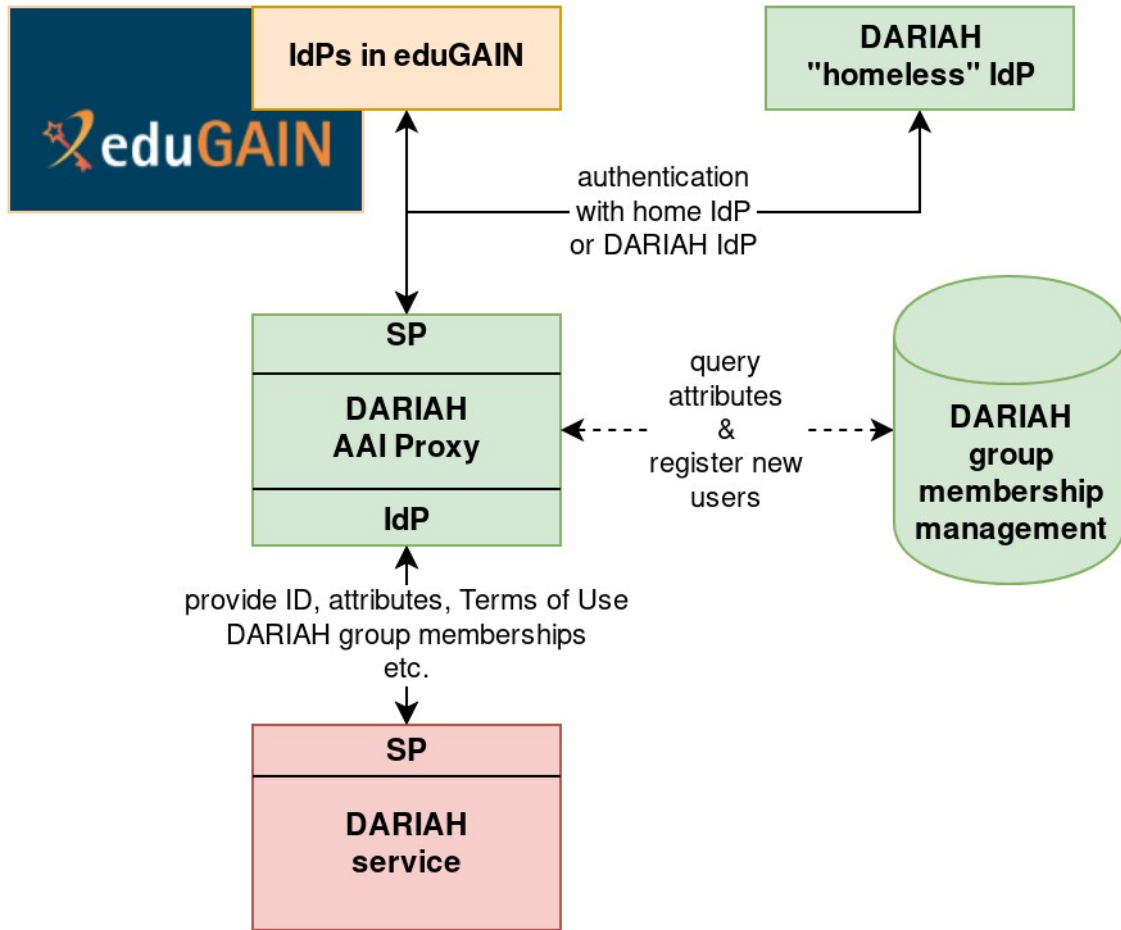 IdPs in eduGAIN
DARIAH
"homeless" IdP
eduGAIN
authentication
with home IdP
or DARIAH IdP
SP
DARIAH
AAI Proxy
IdP
query
attributes
&
register new
users
DARIAH
group
membership
management
provide ID, attributes, Terms of Use
DARIAH group memberships
etc.
SP
DARIAH
service